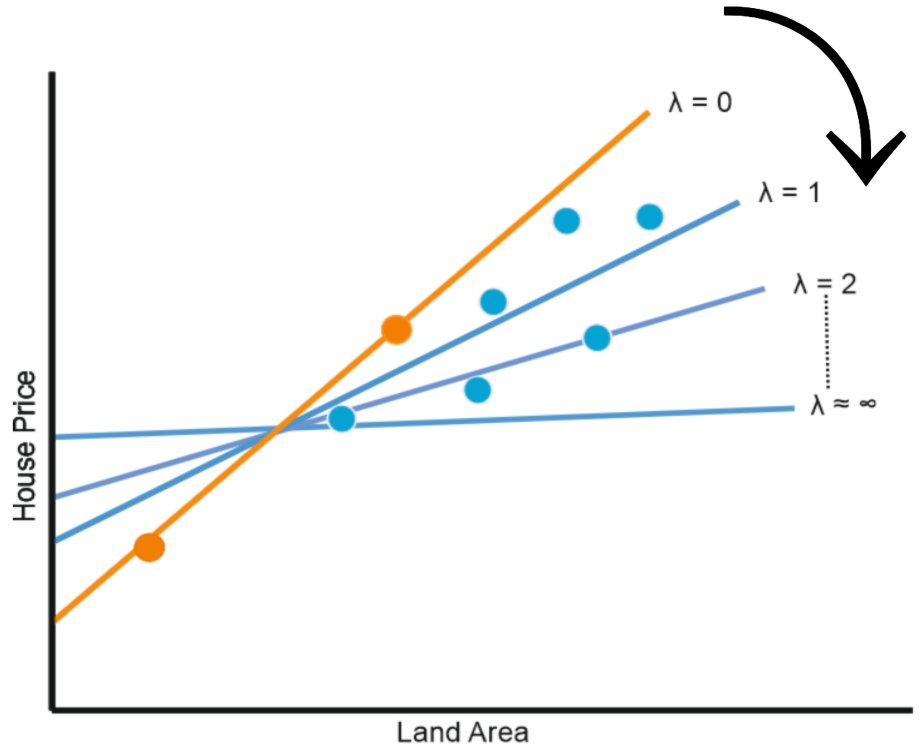 λ = 0
λ = 1
λ = 2
λ ≈ ∞
House Price
Land Area